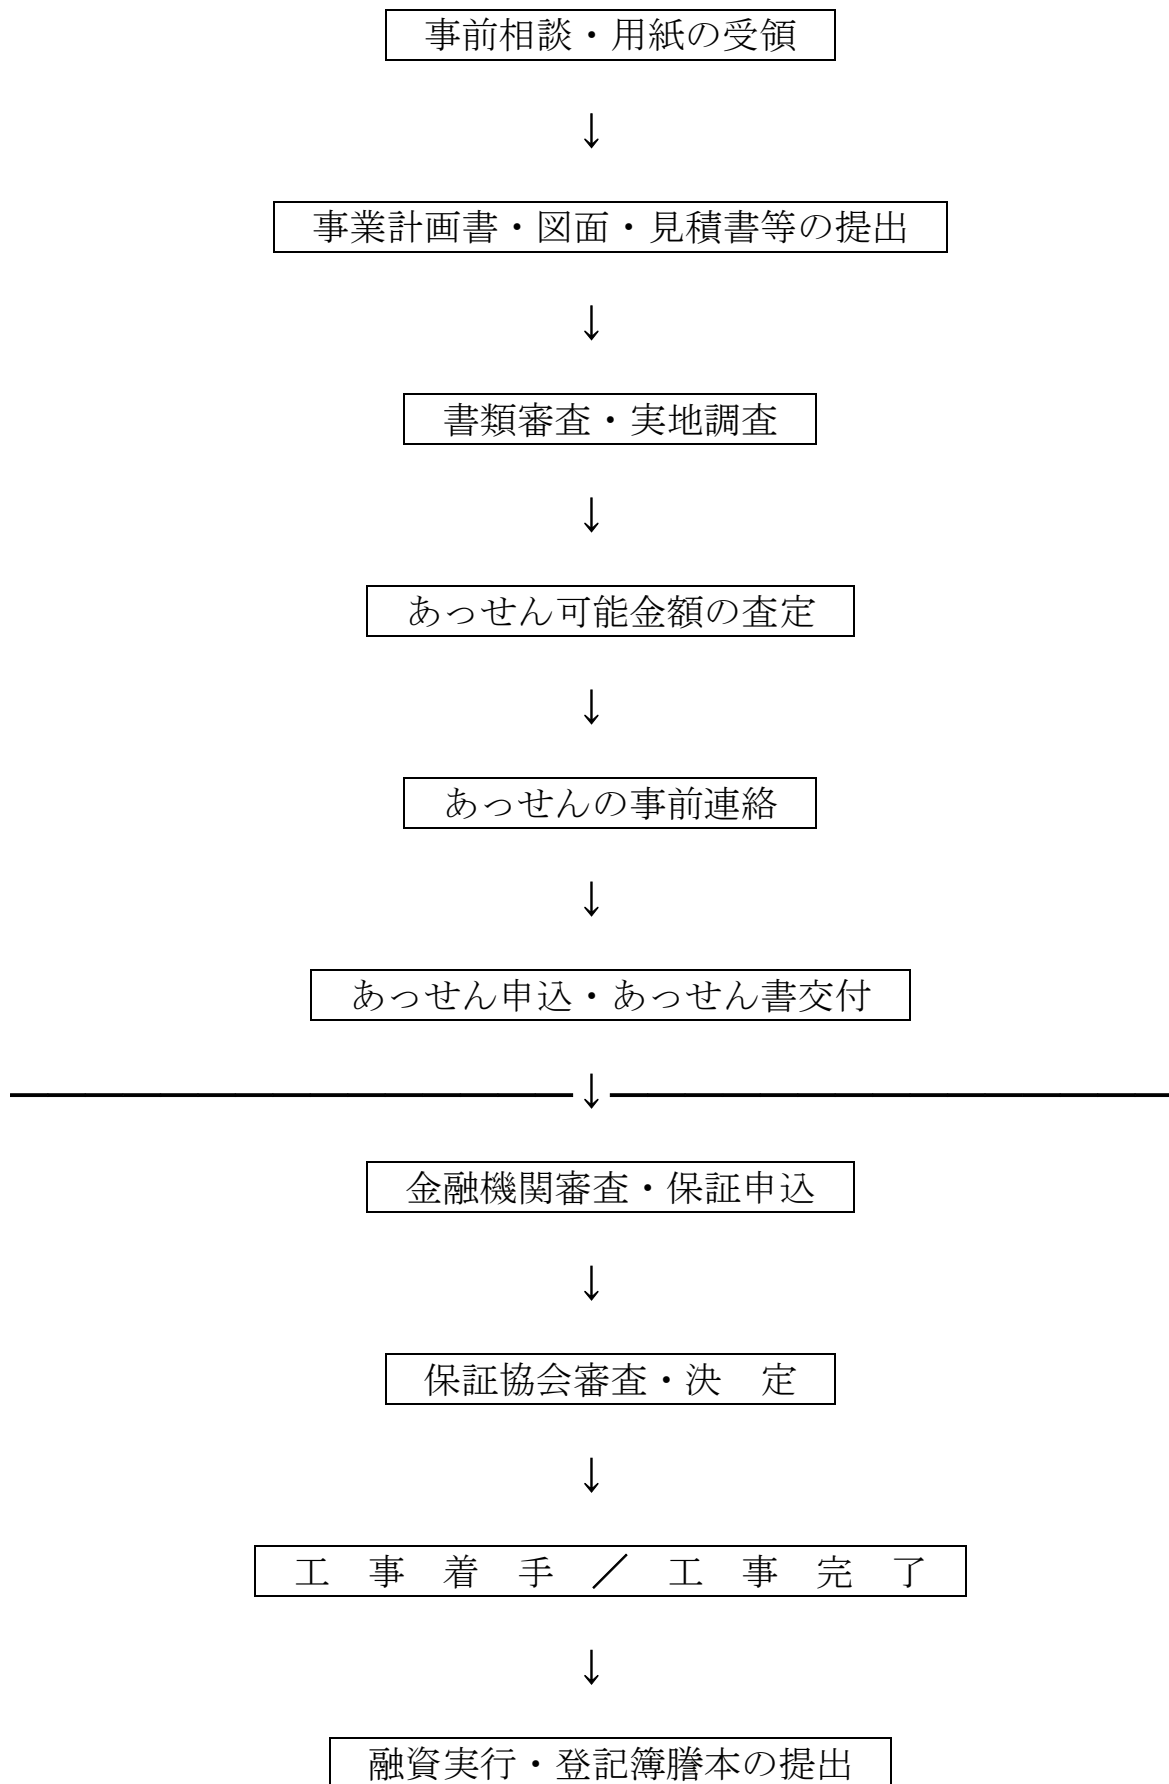 事前相談・用紙の受領
↓
事業計画書・図面・見積書等の提出
↓
書類審査・実地調査
↓
あっせん可能金額の査定
↓
あっせんの事前連絡
↓
あっせん申込・あっせん書交付
↓
金融機関審査・保証申込
↓
保証協会審査・決　定
↓
工　事　着　手　／　工　事　完　了
↓
融資実行・登記簿謄本の提出